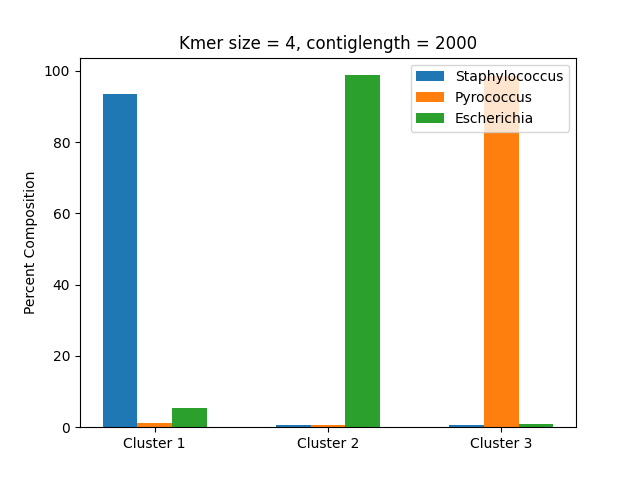 Kmer size = 4, contiglength = 2000
Percent Composition
100
80
60
40
20
0
Staphylococcus
Pyrococcus
Escherichia
Cluster 1
Cluster 2
Cluster 3